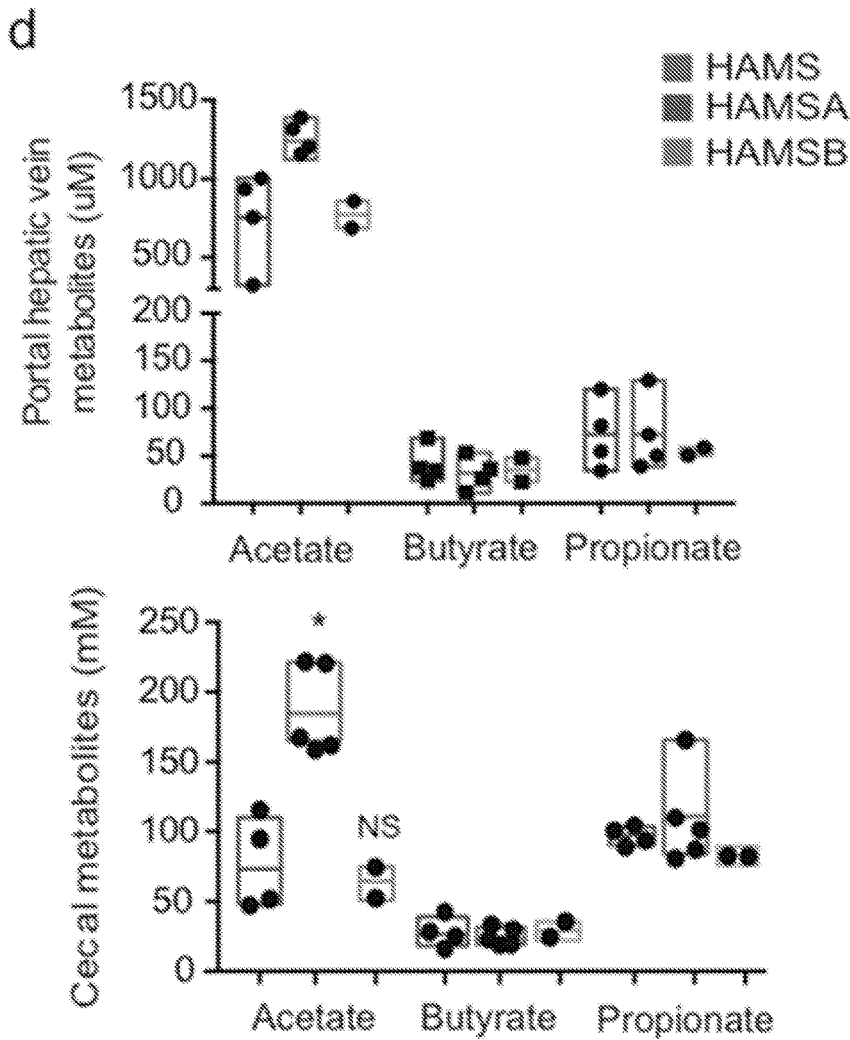 d
HAMS
HAMSA
HAMSB
Portal hepatic vein
metabolites (uM)
1500
1000
500
200
150
100
50
0
Acetate Butyrate Propionate
Cecal metabolites (mM)
250
200
150
100
50
0
*
NS
Acetate Butyrate Propionate